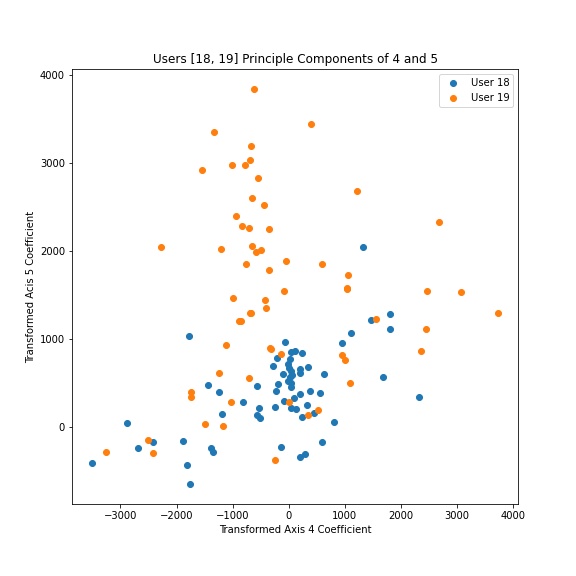 Users [18, 19] Principle Components of 4 and 5
User 18
User 19
4000
3000
2000
1000
0
Transformed Acis 5 Coefficient
−3000 −2000 −1000 0 1000 2000 3000 4000
Transformed Axis 4 Coefficient